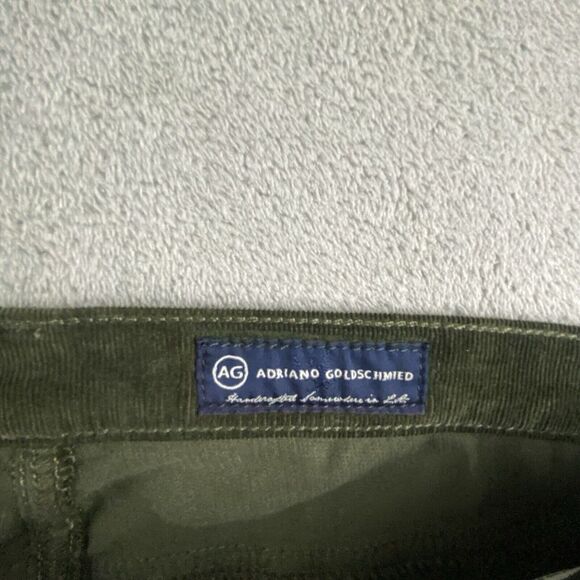 AG ADRIANO GOLDSCHMIED
Handcrafted Somewhere in L.A.